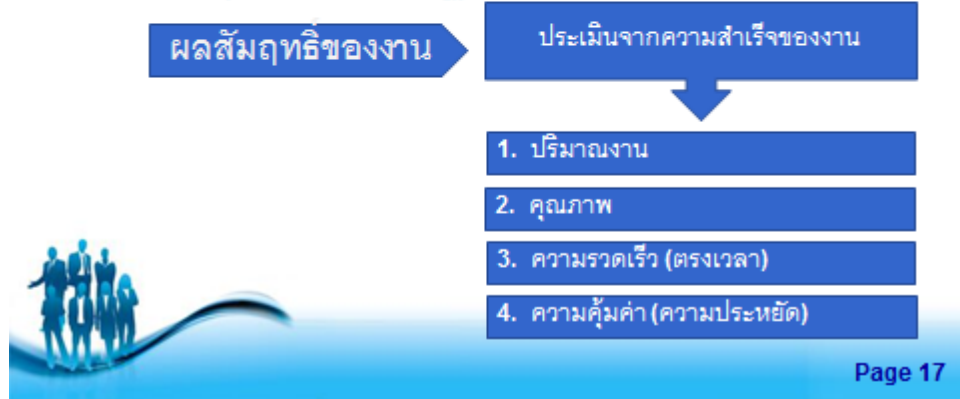 ผลสัมฤทธิ์ของงาน
ประเมินจากความสำเร็จของงาน
1. ปริมาณงาน
2. คุณภาพ
3. ความรวดเร็ว (ตรงเวลา)
4. ความคุ้มค่า (ความประหยัด)
Page 17